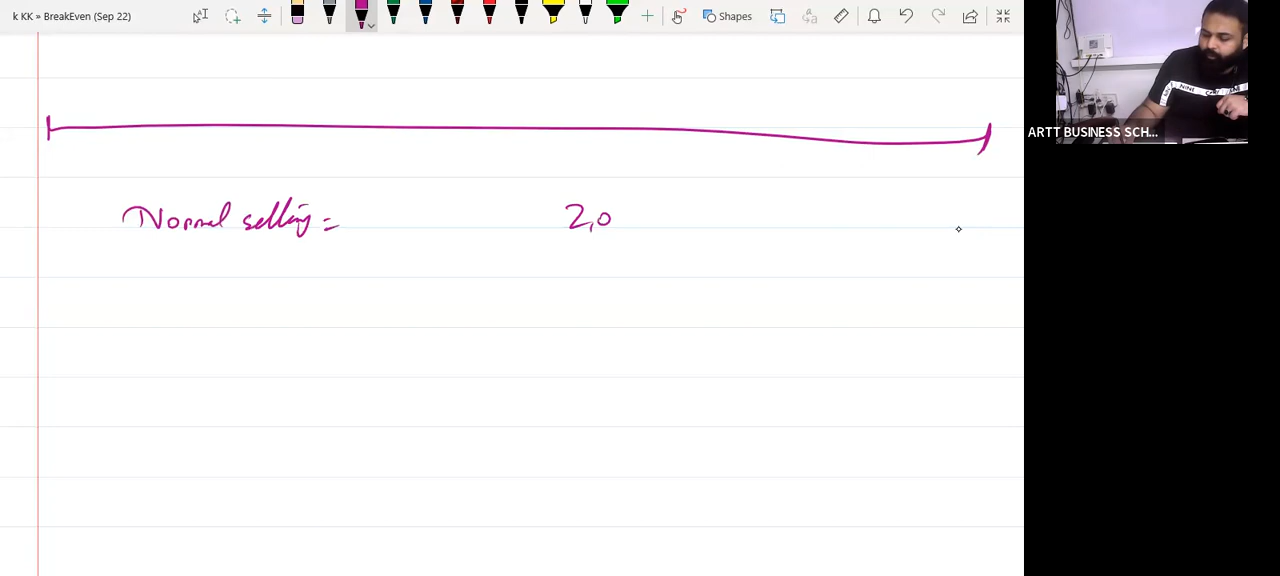 k KK » BreakEven (Sep 22)
Shapes
ARTT BUSINESS SCH...
Normal selling = 2,0